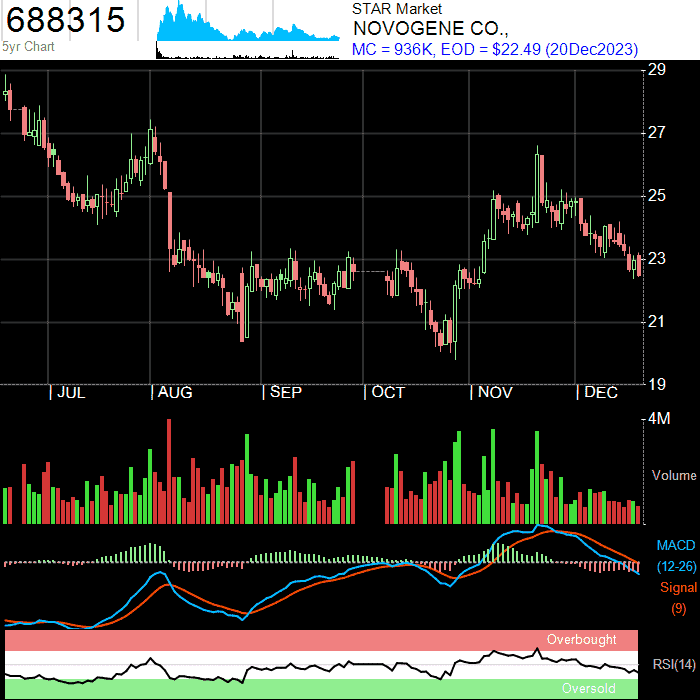 688315
5yr Chart
STAR Market
NOVOGENE CO.,
MC = 936K, EOD = $22.49 (20Dec2023)
29
27
25
23
21
19
JUL
AUG
SEP
OCT
NOV
DEC
4M
Volume
MACD
(12-26)
Signal
(9)
Overbought
RSI(14)
Oversold